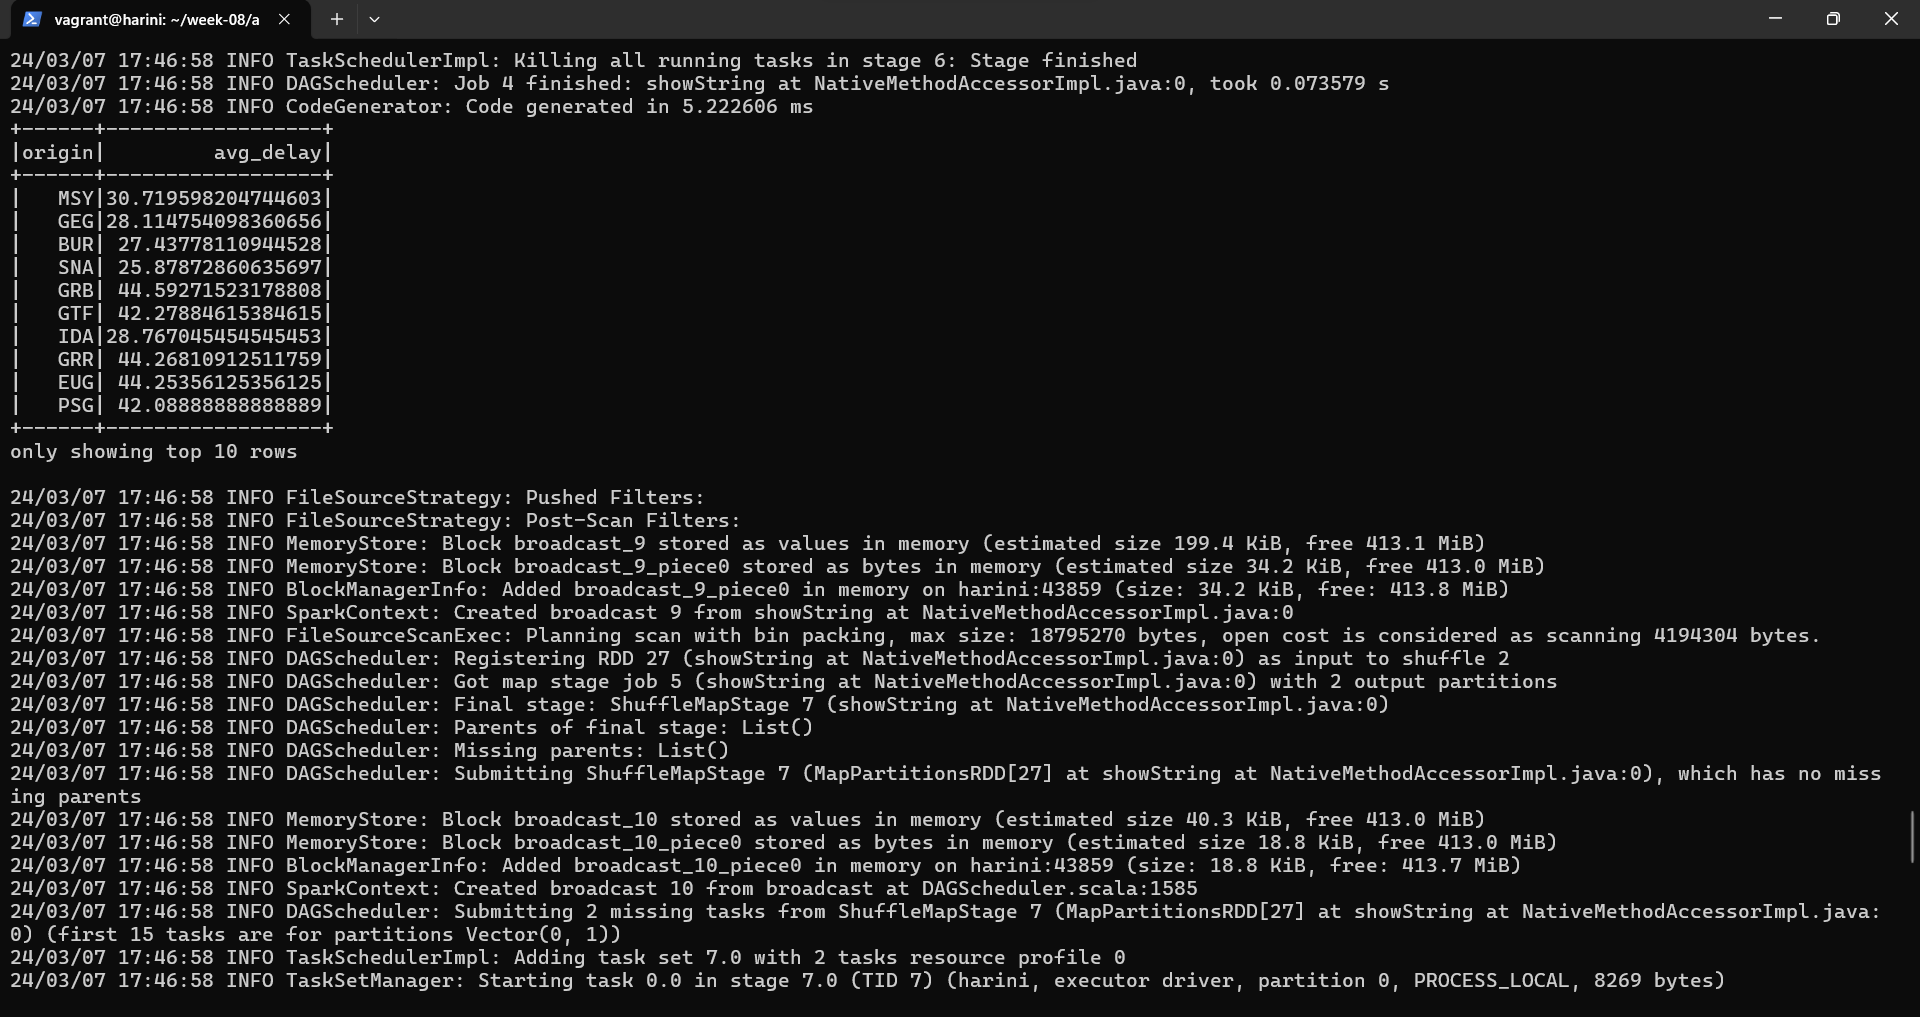 vagrant@harini: ~/week-08/a
24/03/07 17:46:58 INFO TaskSchedulerImpl: Killing all running tasks in stage 6: Stage finished
24/03/07 17:46:58 INFO DAGScheduler: Job 4 finished: showString at NativeMethodAccessorImpl.java:0, took 0.073579 s
24/03/07 17:46:58 INFO CodeGenerator: Code generated in 5.222606 ms
+------+------------------+
|origin|         avg_delay|
+------+------------------+
|   MSY|30.719598204744603|
|   GEG|28.114754098360656|
|   BUR| 27.43778110944528|
|   SNA| 25.87872860635697|
|   GRB| 44.59271523178808|
|   GTF| 42.27884615384615|
|   IDA|28.767045454545453|
|   GRR| 44.26810912511759|
|   EUG| 44.25356125356125|
|   PSG| 42.08888888888889|
+------+------------------+
only showing top 10 rows
24/03/07 17:46:58 INFO FileSourceStrategy: Pushed Filters:
24/03/07 17:46:58 INFO FileSourceStrategy: Post-Scan Filters:
24/03/07 17:46:58 INFO MemoryStore: Block broadcast_9 stored as values in memory (estimated size 199.4 KiB, free 413.1 MiB)
24/03/07 17:46:58 INFO MemoryStore: Block broadcast_9_piece0 stored as bytes in memory (estimated size 34.2 KiB, free 413.0 MiB)
24/03/07 17:46:58 INFO BlockManagerInfo: Added broadcast_9_piece0 in memory on harini:43859 (size: 34.2 KiB, free: 413.8 MiB)
24/03/07 17:46:58 INFO SparkContext: Created broadcast 9 from showString at NativeMethodAccessorImpl.java:0
24/03/07 17:46:58 INFO FileSourceScanExec: Planning scan with bin packing, max size: 18795270 bytes, open cost is considered as scanning 4194304 bytes.
24/03/07 17:46:58 INFO DAGScheduler: Registering RDD 27 (showString at NativeMethodAccessorImpl.java:0) as input to shuffle 2
24/03/07 17:46:58 INFO DAGScheduler: Got map stage job 5 (showString at NativeMethodAccessorImpl.java:0) with 2 output partitions
24/03/07 17:46:58 INFO DAGScheduler: Final stage: ShuffleMapStage 7 (showString at NativeMethodAccessorImpl.java:0)
24/03/07 17:46:58 INFO DAGScheduler: Parents of final stage: List()
24/03/07 17:46:58 INFO DAGScheduler: Missing parents: List()
24/03/07 17:46:58 INFO DAGScheduler: Submitting ShuffleMapStage 7 (MapPartitionsRDD[27] at showString at NativeMethodAccessorImpl.java:0), which has no miss
ing parents
24/03/07 17:46:58 INFO MemoryStore: Block broadcast_10 stored as values in memory (estimated size 40.3 KiB, free 413.0 MiB)
24/03/07 17:46:58 INFO MemoryStore: Block broadcast_10_piece0 stored as bytes in memory (estimated size 18.8 KiB, free 413.0 MiB)
24/03/07 17:46:58 INFO BlockManagerInfo: Added broadcast_10_piece0 in memory on harini:43859 (size: 18.8 KiB, free: 413.7 MiB)
24/03/07 17:46:58 INFO SparkContext: Created broadcast 10 from broadcast at DAGScheduler.scala:1585
24/03/07 17:46:58 INFO DAGScheduler: Submitting 2 missing tasks from ShuffleMapStage 7 (MapPartitionsRDD[27] at showString at NativeMethodAccessorImpl.java:
0) (first 15 tasks are for partitions Vector(0, 1))
24/03/07 17:46:58 INFO TaskSchedulerImpl: Adding task set 7.0 with 2 tasks resource profile 0
24/03/07 17:46:58 INFO TaskSetManager: Starting task 0.0 in stage 7.0 (TID 7) (harini, executor driver, partition 0, PROCESS_LOCAL, 8269 bytes)